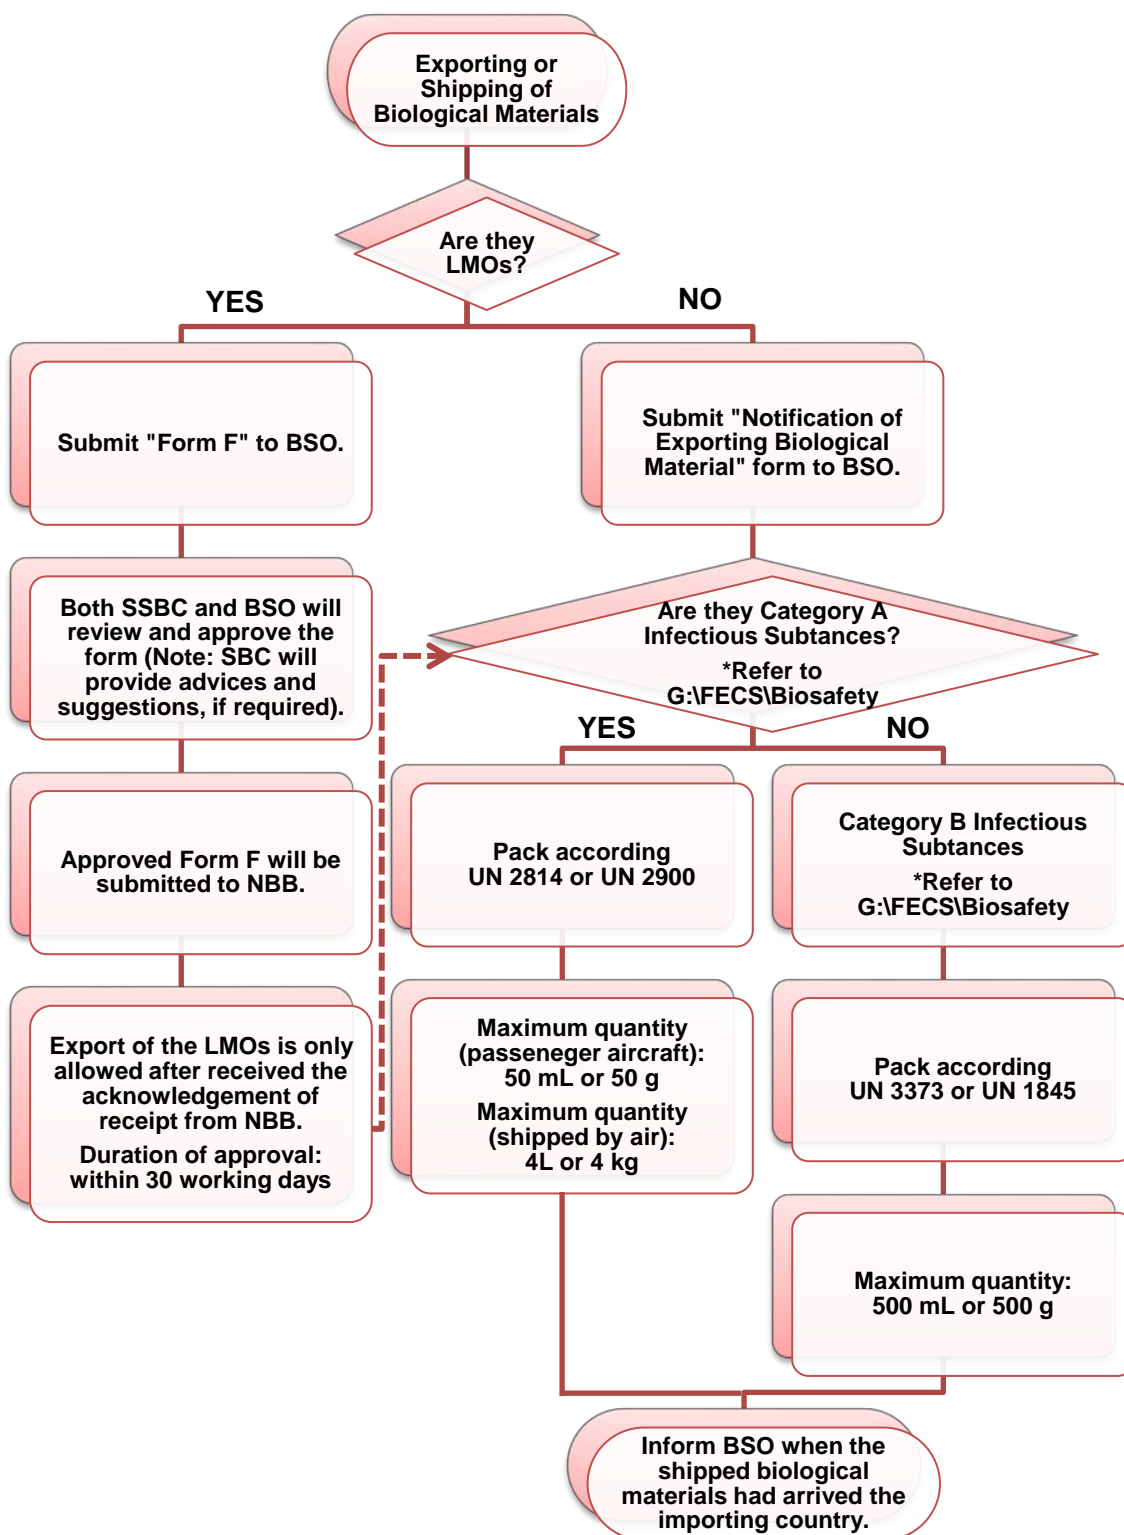 Exporting or
Shipping of
Biological Materials
Are they
LMOs?
YES
NO
Submit "Form F" to BSO.
Submit "Notification of
Exporting Biological
Material" form to BSO.
Both SSBC and BSO will
review and approve the
form (Note: SBC will
provide advices and
suggestions, if required).
Are they Category A
Infectious Subtances?
*Refer to
G:\FECS\Biosafety
YES
NO
Approved Form F will be
submitted to NBB.
Pack according
UN 2814 or UN 2900
Category B Infectious
Subtances
*Refer to
G:\FECS\Biosafety
Export of the LMOs is only
allowed after received the
acknowledgement of
receipt from NBB.
Duration of approval:
within 30 working days
Maximum quantity
(passeneger aircraft):
50 mL or 50 g
Maximum quantity
(shipped by air):
4L or 4 kg
Pack according
UN 3373 or UN 1845
Maximum quantity:
500 mL or 500 g
Inform BSO when the
shipped biological
materials had arrived the
importing country.